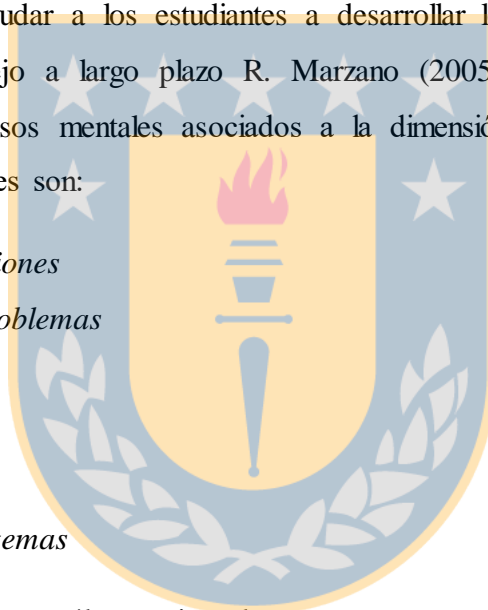 udar a los estudiantes a desarrollar h
jo a largo plazo R. Marzano (2005
sos mentales asociados a la dimensió
es son:
iones
oblemas
emas